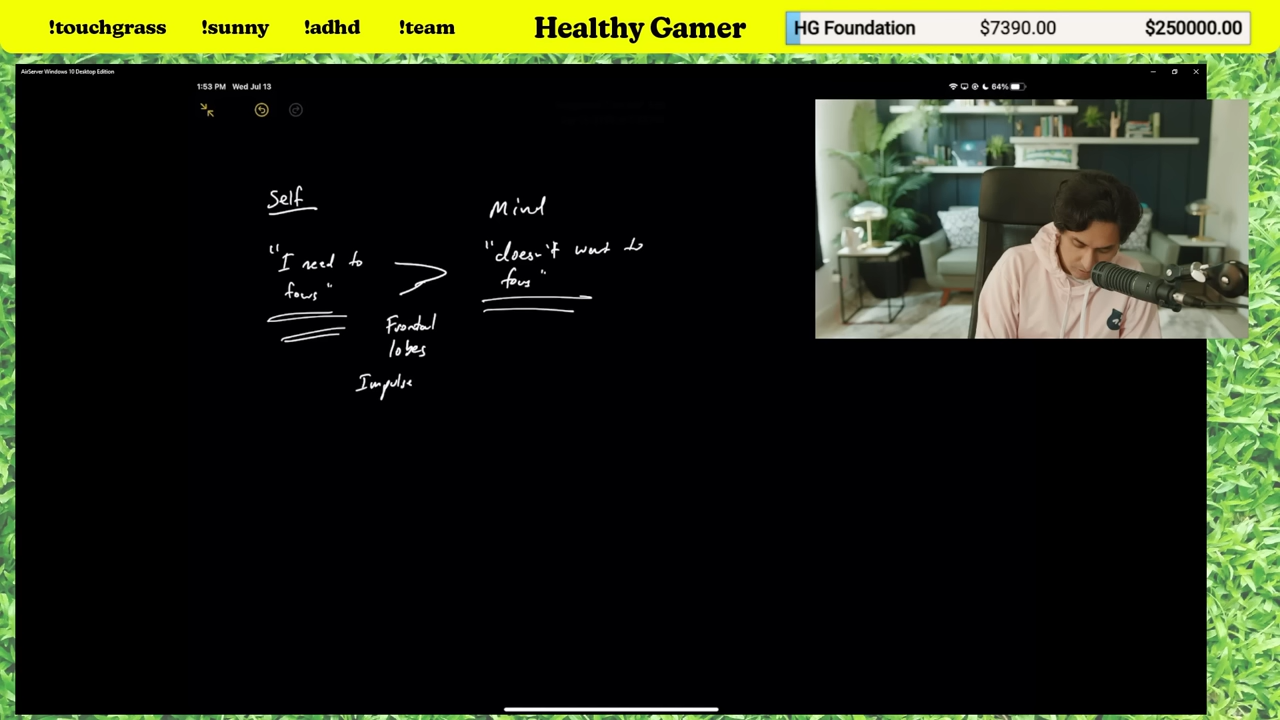 !touchgrass !sunny !adhd !team Healthy Gamer HG Foundation $7390.00 $250000.00
AirServer Windows 10 Desktop Edition
1:53 PM Wed Jul 13 64%
Self
Mind
"I need to
focus"
>
"doesn't want to
focus"
Frondal
lobes
Impulse